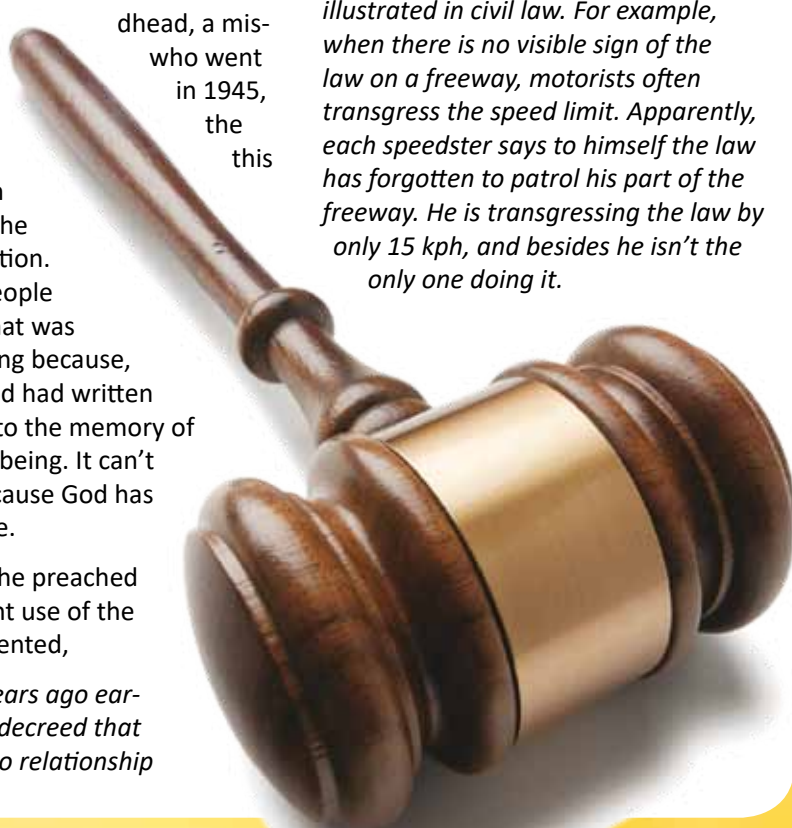 dhead, a mis-
who went
in 1945,
the
this
n
he
tion.
eople
hat was
ng because,
d had written
to the memory of
being. It can’t
cause God has
e.
he preached
nt use of the
ented,
ears ago ear-
decreed that
o relationship
illustrated in civil law. For example,
when there is no visible sign of the
law on a freeway, motorists often
transgress the speed limit. Apparently,
each speedster says to himself the law
has forgotten to patrol his part of the
freeway. He is transgressing the law by
only 15 kph, and besides he isn’t the
only one doing it.